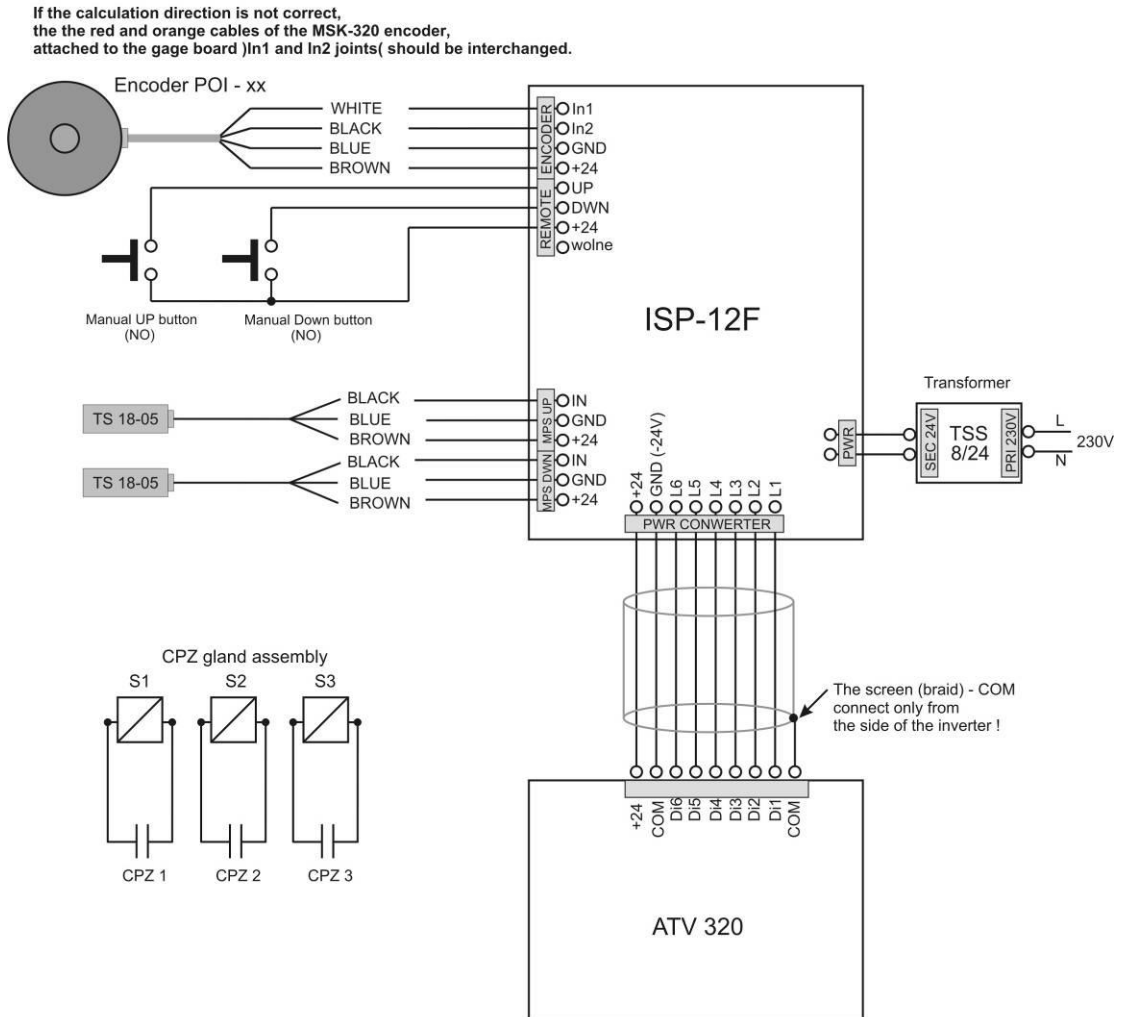 If the calculation direction is not correct,
the the red and orange cables of the MSK-320 encoder,
attached to the gage board )In1 and In2 joints( should be interchanged.
Encoder POI - xx
WHITE
BLACK
BLUE
BROWN
ENCODER
In1
In2
GND
+24
REMOTE
UP
DWN
+24
wolne
Manual UP button
(NO)
Manual Down button
(NO)
ISP-12F
TS 18-05
BLACK
BLUE
BROWN
MPS UP
IN
GND
+24
TS 18-05
BLACK
BLUE
BROWN
MPS DWN
IN
GND
+24
PWR
Transformer
SEC 24V
TSS
8/24
PRI 230V
L
N
230V
+24
GND (-24V)
L6
L5
L4
L3
L2
L1
PWR CONWERTER
The screen (braid) - COM
connect only from
the side of the inverter !
CPZ gland assembly
S1
S2
S3
CPZ 1
CPZ 2
CPZ 3
+24
COM
Di6
Di5
Di4
Di3
Di2
Di1
COM
ATV 320